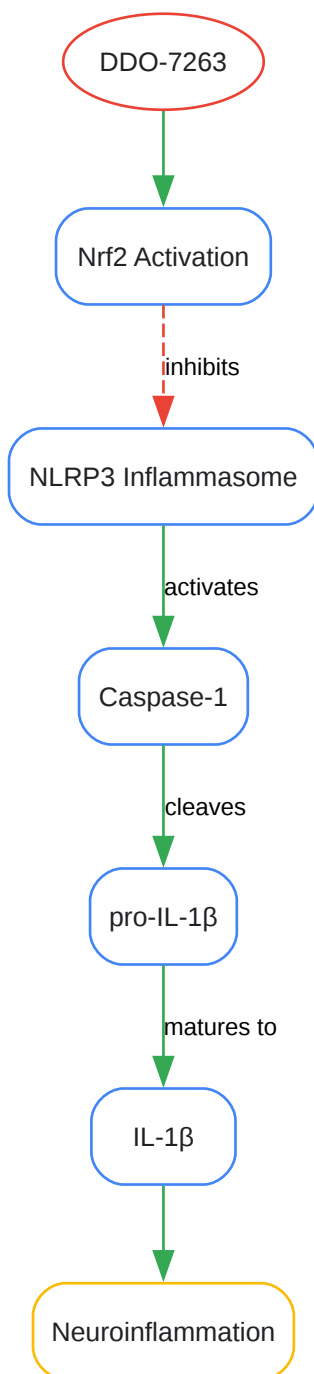 DDO-7263
Nrf2 Activation
inhibits
NLRP3 Inflammasome
activates
Caspase-1
cleaves
pro-IL-1β
matures to
IL-1β
Neuroinflammation